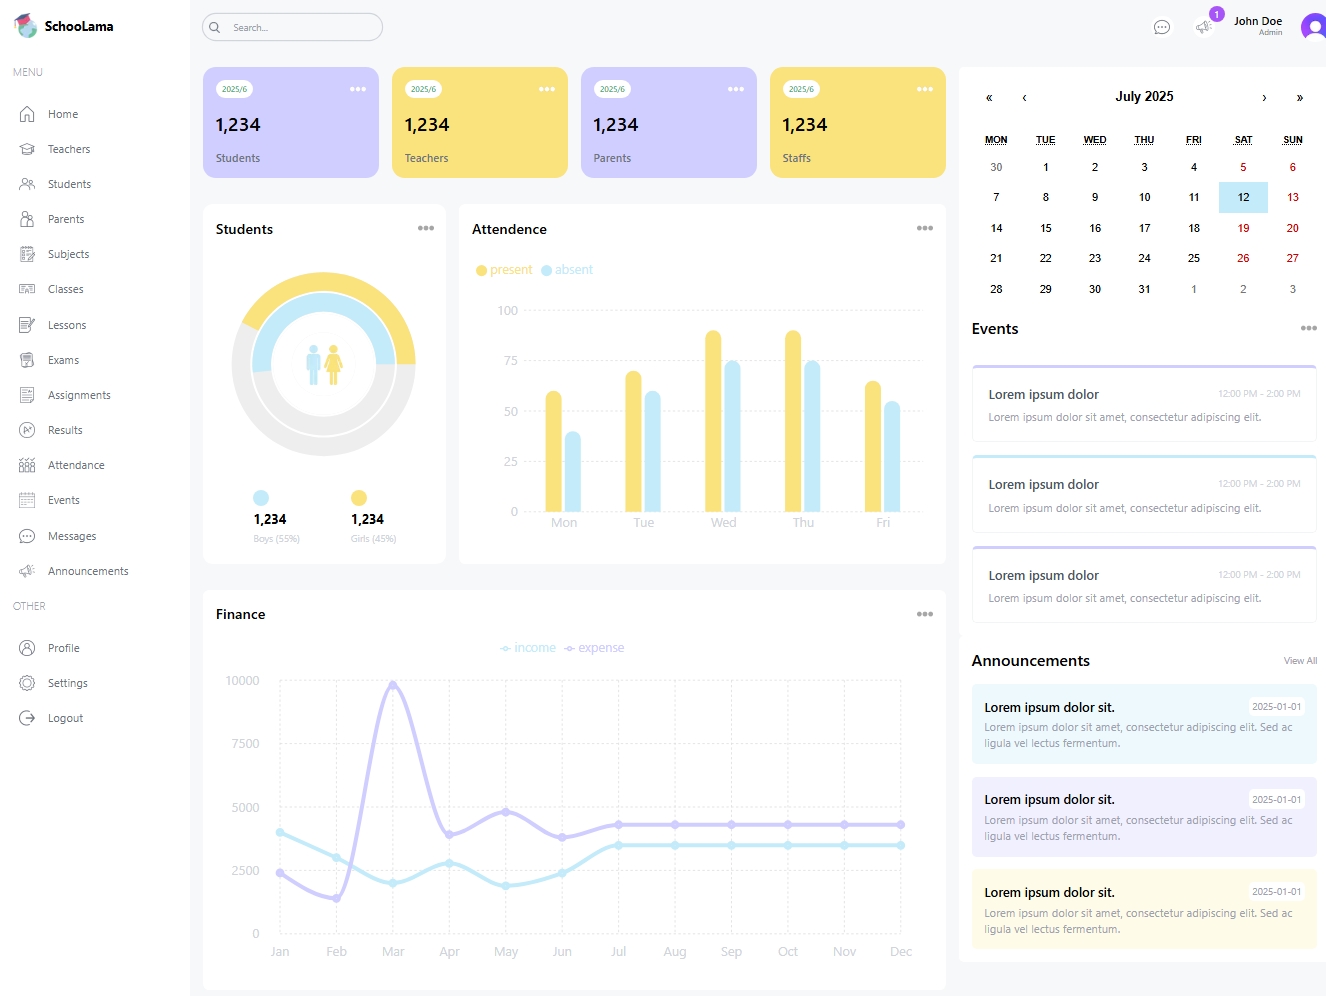 SchooLama
Search...
1
John Doe
Admin
MENU
Home
Teachers
Students
Parents
Subjects
Classes
Lessons
Exams
Assignments
Results
Attendance
Events
Messages
Announcements
OTHER
Profile
Settings
Logout
2025/6
1,234
Students
2025/6
1,234
Teachers
2025/6
1,234
Parents
2025/6
1,234
Staffs
Students
1,234
Boys (55%)
1,234
Girls (45%)
Attendence
present absent
100
75
50
25
0
Mon Tue Wed Thu Fri
Finance
income expense
10000
7500
5000
2500
0
Jan Feb Mar Apr May Jun Jul Aug Sep Oct Nov Dec
« ‹ July 2025 › »
MON TUE WED THU FRI SAT SUN
30 1 2 3 4 5 6
7 8 9 10 11 12 13
14 15 16 17 18 19 20
21 22 23 24 25 26 27
28 29 30 31 1 2 3
Events
Lorem ipsum dolor 12:00 PM - 2:00 PM
Lorem ipsum dolor sit amet, consectetur adipiscing elit.
Lorem ipsum dolor 12:00 PM - 2:00 PM
Lorem ipsum dolor sit amet, consectetur adipiscing elit.
Lorem ipsum dolor 12:00 PM - 2:00 PM
Lorem ipsum dolor sit amet, consectetur adipiscing elit.
Announcements View All
Lorem ipsum dolor sit. 2025-01-01
Lorem ipsum dolor sit amet, consectetur adipiscing elit. Sed ac
ligula vel lectus fermentum.
Lorem ipsum dolor sit. 2025-01-01
Lorem ipsum dolor sit amet, consectetur adipiscing elit. Sed ac
ligula vel lectus fermentum.
Lorem ipsum dolor sit. 2025-01-01
Lorem ipsum dolor sit amet, consectetur adipiscing elit. Sed ac
ligula vel lectus fermentum.